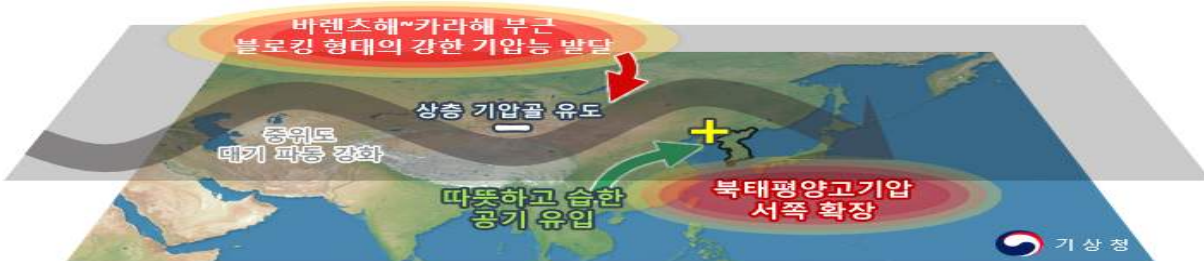 바렌츠해~카라해 부근
블로킹 형태의 강한 기압능 발달
상층 기압골 유도
중위도
대기 파동 강화
따뜻하고 습한
공기 유입
북태평양고기압
서쪽 확장
기상청